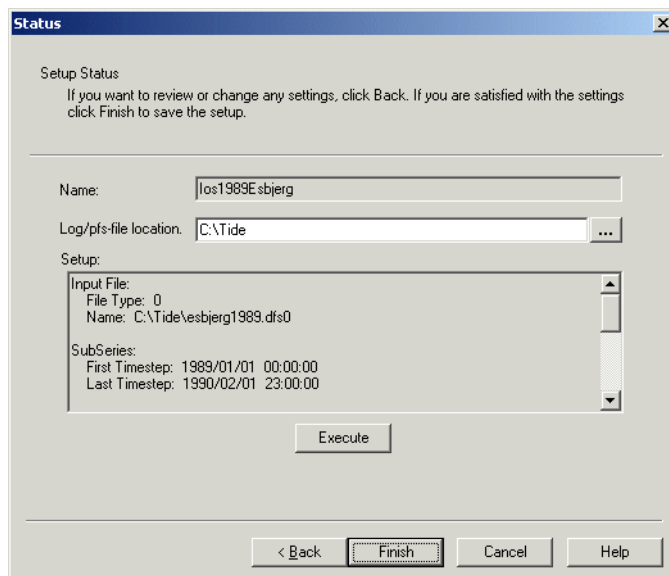 Status
Setup Status
If you want to review or change any settings, click Back. If you are satisfied with the settings
click Finish to save the setup.
Name:
Ios1989Esbjerg
Log/pfs-file location.
C:\Tide
...
Setup:
Input File:
File Type: 0
Name: C:\Tide\esbjerg1989.dfs0
SubSeries:
First Timestep: 1989/01/01 00:00:00
Last Timestep: 1990/02/01 23:00:00
Execute
< Back
Finish
Cancel
Help